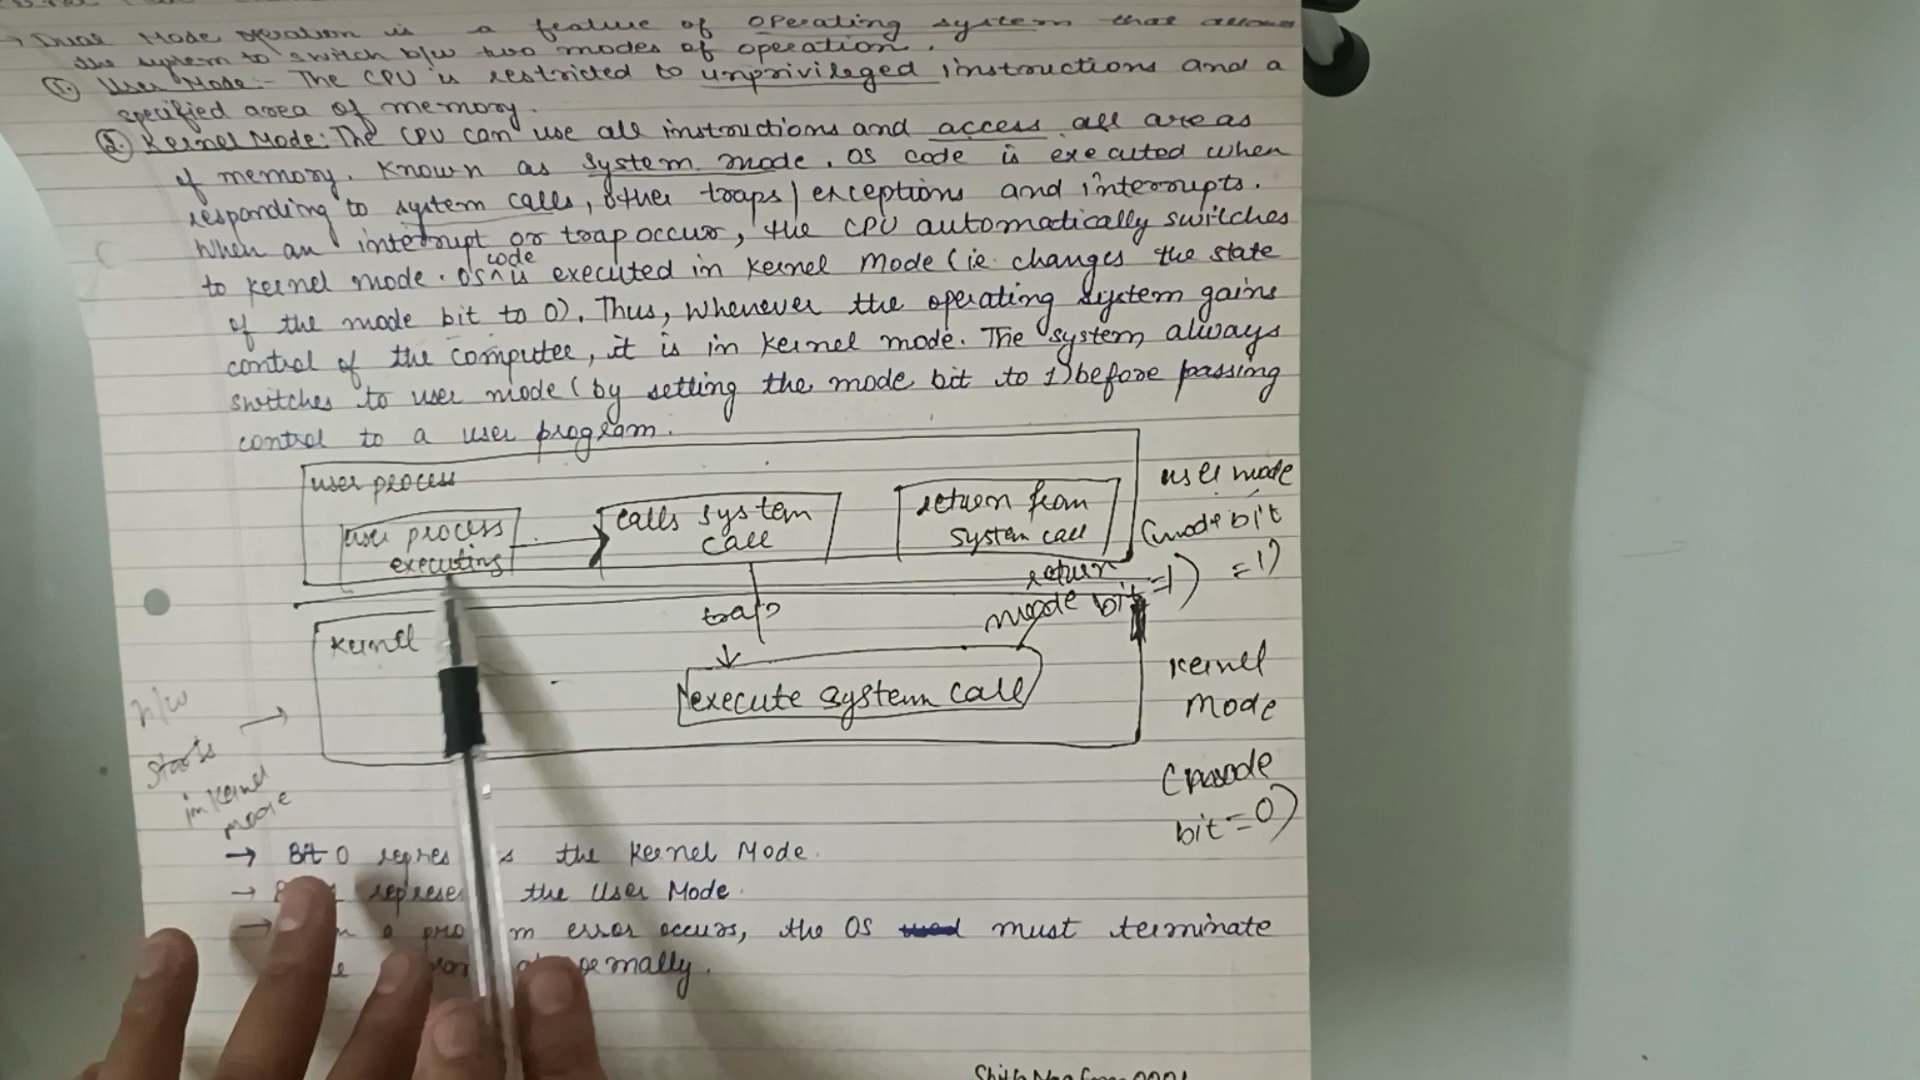 → Dual Mode operation is a feature of operating system that allows
the system to switch b/w two modes of operation.
① User Mode:- The CPU is restricted to unprivileged instructions and a
specified area of memory.
② Kernel Mode: The CPU can use all instructions and access all areas
of memory. Known as system mode. OS code is executed when
responding to system calls, other traps/exceptions and interrupts.
When an interrupt or trap occur, the CPU automatically switches
to kernel mode. OS ^ code is executed in kernel Mode (ie. changes the state
of the mode bit to 0). Thus, Whenever the operating system gains
control of the computer, it is in kernel mode. The system always
switches to user mode (by setting the mode bit to 1) before passing
control to a user program.
user process
user process
executing
calls system
call
return from
system call
user mode
(mode bit
=1)
trap
return
mode bit=1)
kernel
execute system call
kernel
Mode
(mode
bit=0)
h/w
starts
in kernel
mode
→ Bit 0 the Kernel Mode.
→ the User Mode.
→ error occurs, the OS must terminate